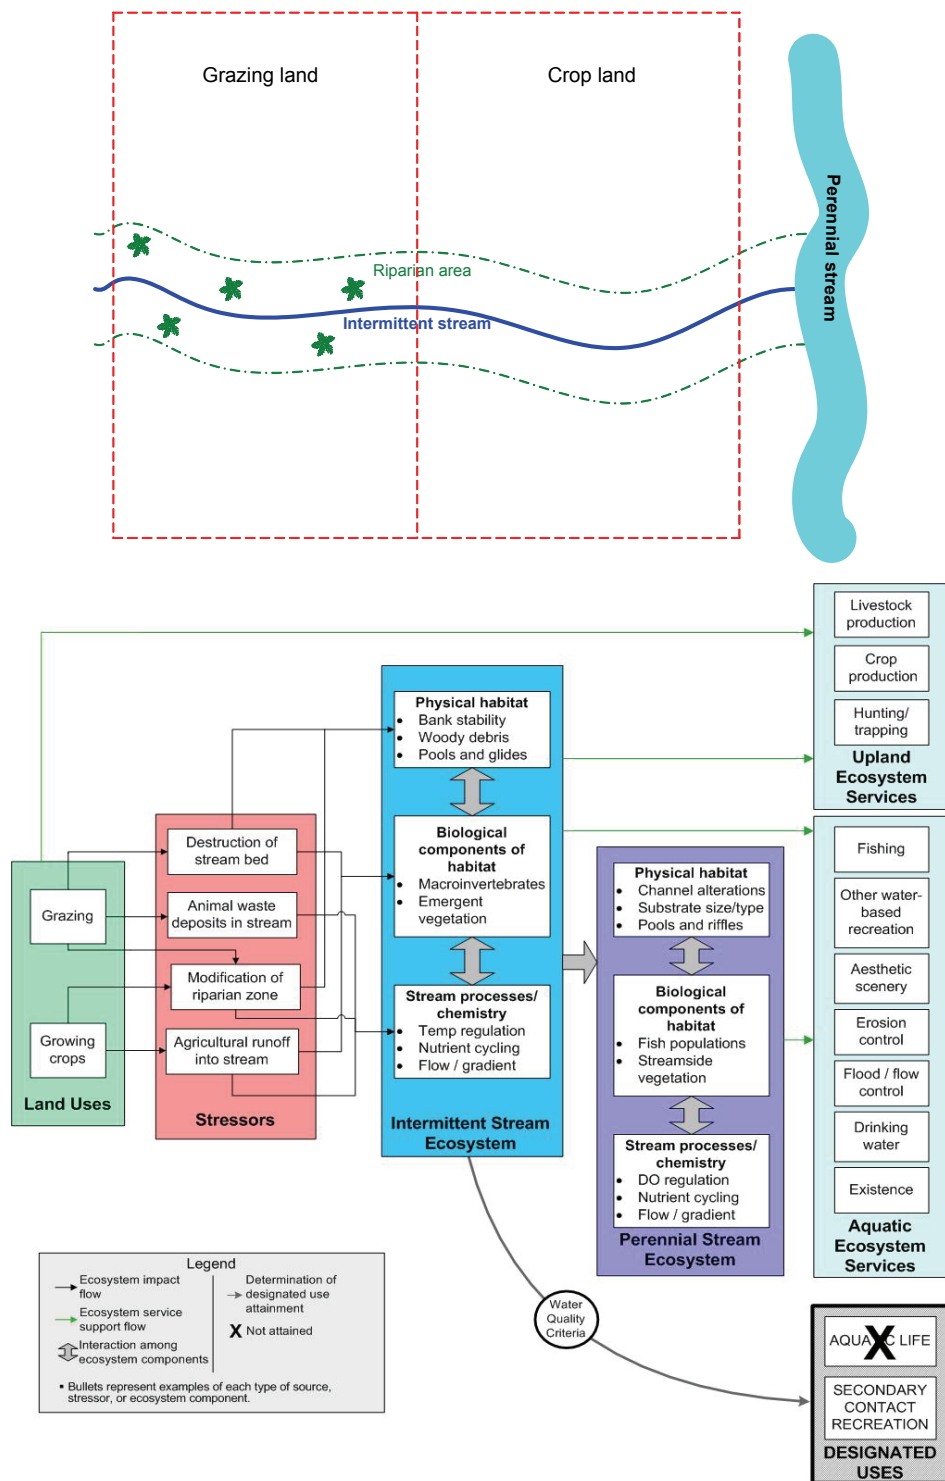 Grazing land
Crop land
Perennial stream
Riparian area
Intermittent stream
Livestock
production
Crop
production
Hunting/
trapping
Upland
Ecosystem
Services
Physical habitat
• Bank stability
• Woody debris
• Pools and glides
Biological
components of
habitat
• Macroinvertebrates
• Emergent
vegetation
Stream processes/
chemistry
• Temp regulation
• Nutrient cycling
• Flow / gradient
Intermittent Stream
Ecosystem
Destruction of
stream bed
Animal waste
deposits in stream
Modification of
riparian zone
Agricultural runoff
into stream
Stressors
Grazing
Growing
crops
Land Uses
Physical habitat
• Channel alterations
• Substrate size/type
• Pools and riffles
Biological
components of
habitat
• Fish populations
• Streamside
vegetation
Stream processes/
chemistry
• DO regulation
• Nutrient cycling
• Flow / gradient
Perennial Stream
Ecosystem
Fishing
Other water-
based
recreation
Aesthetic
scenery
Erosion
control
Flood / flow
control
Drinking
water
Existence
Aquatic
Ecosystem
Services
Legend
Ecosystem impact
flow
Ecosystem service
support flow
Interaction among
ecosystem components
Determination of
designated use
attainment
X Not attained
▪ Bullets represent examples of each type of source,
stressor, or ecosystem component.
Water
Quality
Criteria
X
LIFE
SECONDARY
CONTACT
RECREATION
DESIGNATED
USES